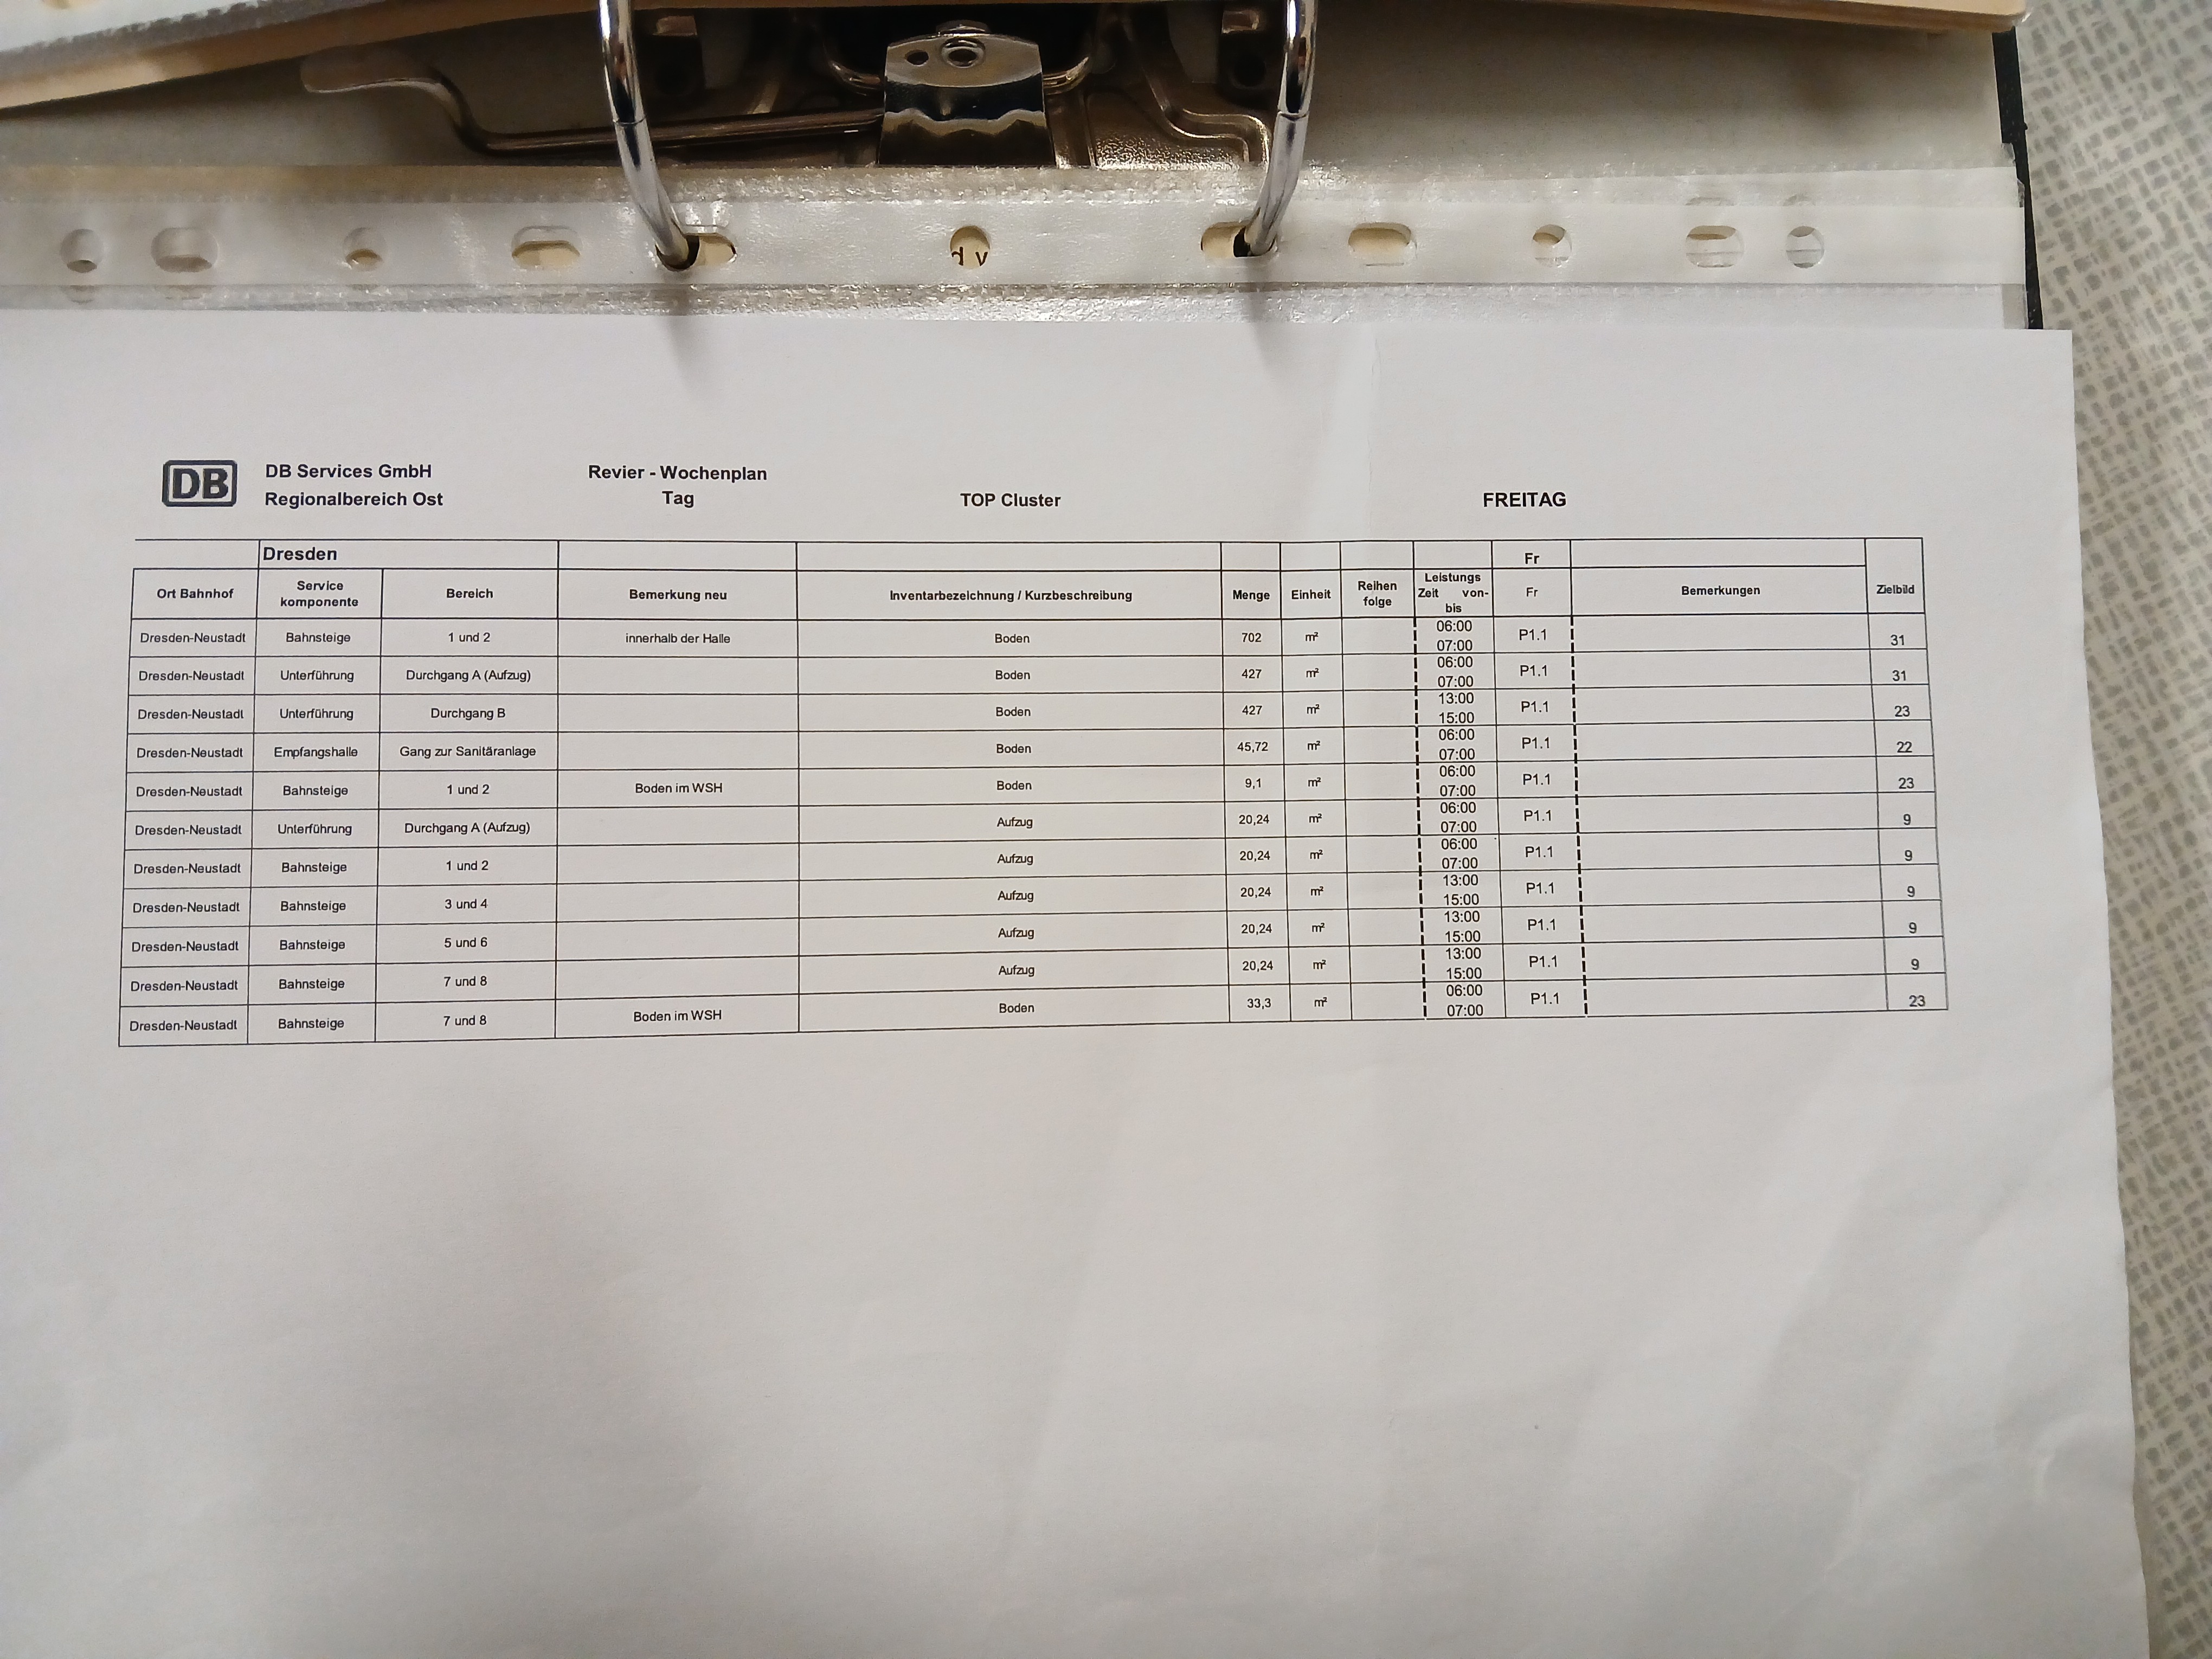 d v
DB
DB Services GmbH
Regionalbereich Ost
Revier - Wochenplan
Tag
TOP Cluster
FREITAG
Dresden Fr
Ort Bahnhof Service komponente Bereich Bemerkung neu Inventarbezeichnung / Kurzbeschreibung Menge Einheit Reihen folge Leistungs Zeit von- bis Fr Bemerkungen Zielbild
Dresden-Neustadt Bahnsteige 1 und 2 innerhalb der Halle Boden 702 m² 06:00 07:00 P1.1 31
Dresden-Neustadt Unterführung Durchgang A (Aufzug) Boden 427 m² 06:00 07:00 P1.1 31
Dresden-Neustadt Unterführung Durchgang B Boden 427 m² 13:00 15:00 P1.1 23
Dresden-Neustadt Empfangshalle Gang zur Sanitäranlage Boden 45,72 m² 06:00 07:00 P1.1 22
Dresden-Neustadt Bahnsteige 1 und 2 Boden im WSH Boden 9,1 m² 06:00 07:00 P1.1 23
Dresden-Neustadt Unterführung Durchgang A (Aufzug) Aufzug 20,24 m² 06:00 07:00 P1.1 9
Dresden-Neustadt Bahnsteige 1 und 2 Aufzug 20,24 m² 06:00 07:00 P1.1 9
Dresden-Neustadt Bahnsteige 3 und 4 Aufzug 20,24 m² 13:00 15:00 P1.1 9
Dresden-Neustadt Bahnsteige 5 und 6 Aufzug 20,24 m² 13:00 15:00 P1.1 9
Dresden-Neustadt Bahnsteige 7 und 8 Aufzug 20,24 m² 13:00 15:00 P1.1 9
Dresden-Neustadt Bahnsteige 7 und 8 Boden im WSH Boden 33,3 m² 06:00 07:00 P1.1 23